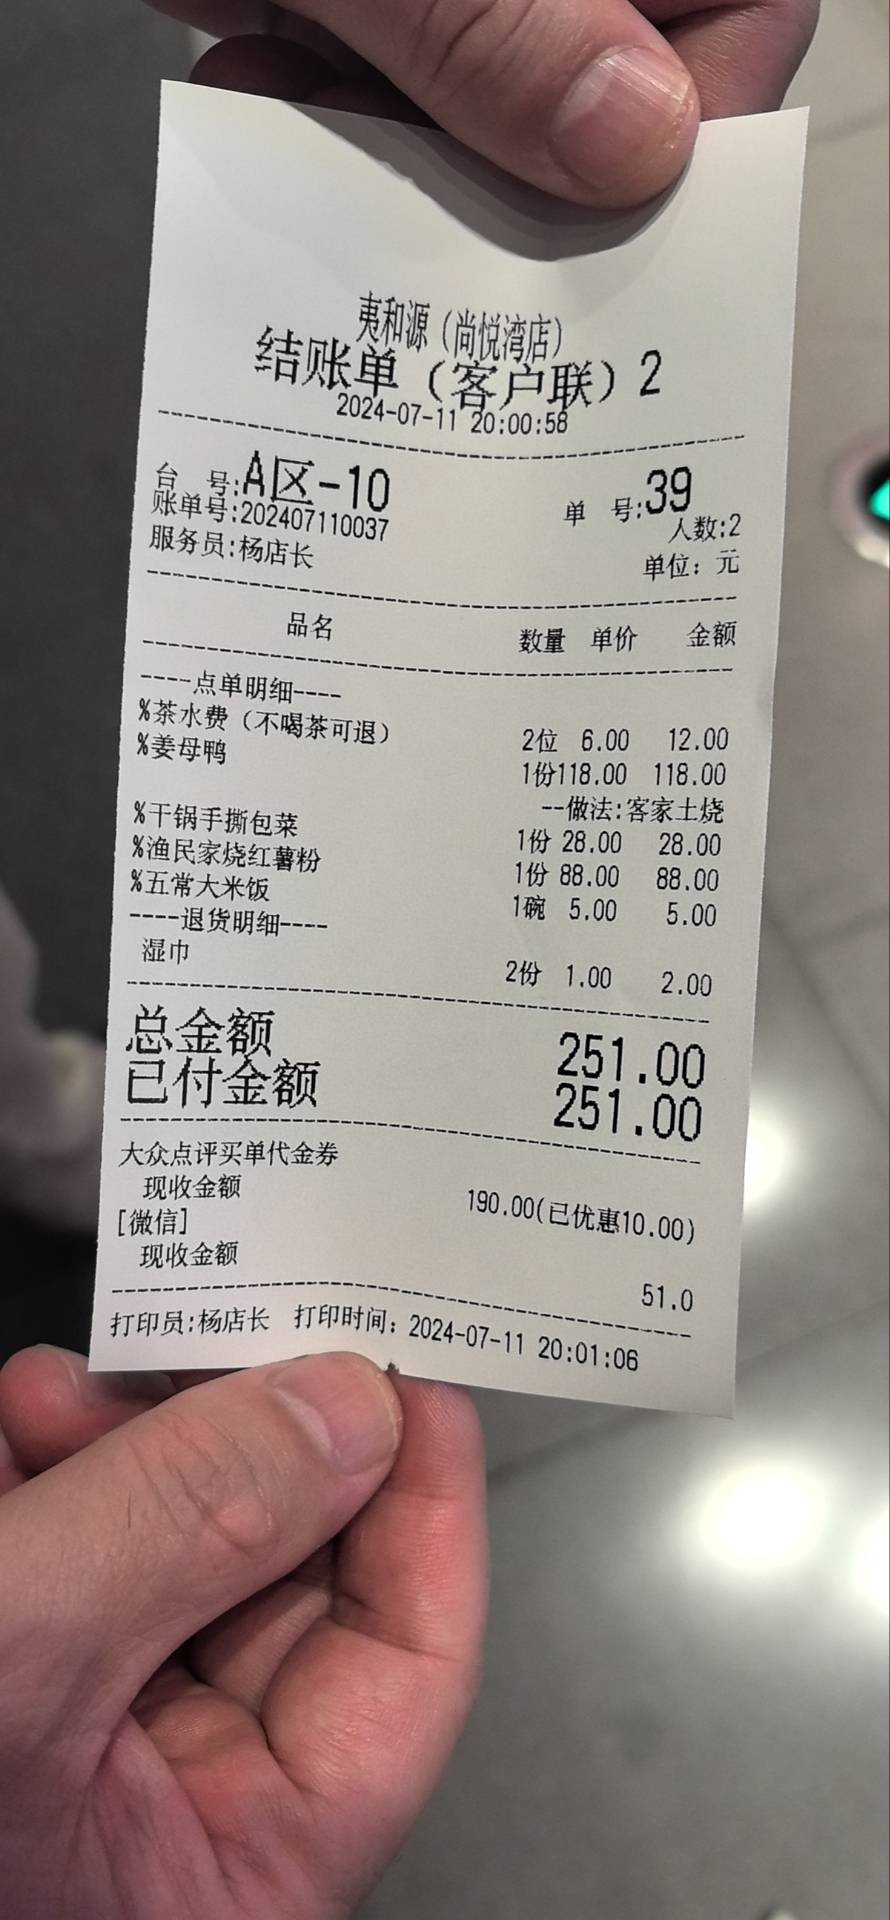 夷和源（尚悦湾店）
结账单（客户联）2
2024-07-11 20:00:58
台 号:A区-10 单 号:39
账单号:202407110037 人数:2
服务员:杨店长 单位: 元
品名 数量 单价 金额
----点单明细----
%茶水费（不喝茶可退） 2位 6.00 12.00
%姜母鸭 1份118.00 118.00
--做法:客家土烧
%干锅手撕包菜 1份 28.00 28.00
%渔民家烧红薯粉 1份 88.00 88.00
%五常大米饭 1碗 5.00 5.00
----退货明细----
湿巾 2份 1.00 2.00
总金额 251.00
已付金额 251.00
大众点评买单代金券
现收金额 190.00(已优惠10.00)
[微信]
现收金额 51.0
打印员:杨店长 打印时间: 2024-07-11 20:01:06